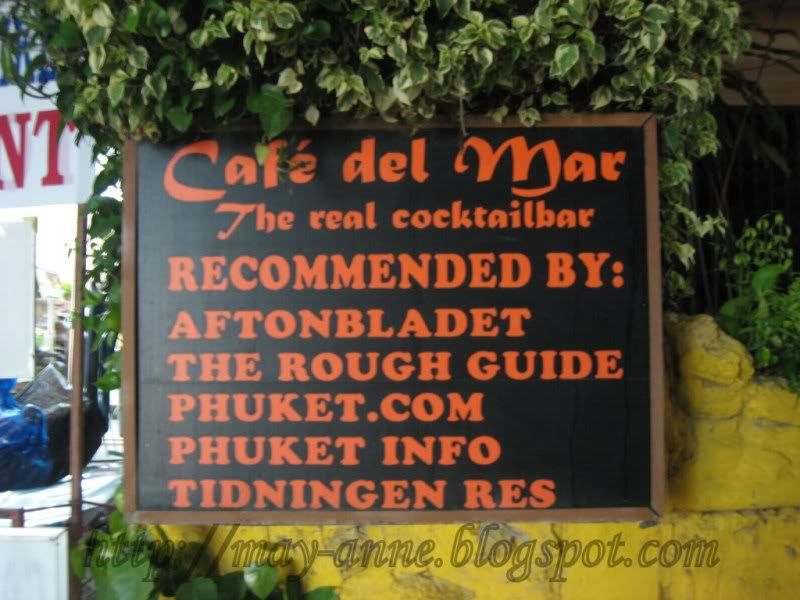 NT
Café del Mar
The real cocktailbar
RECOMMENDED BY:
AFTONBLADET
THE ROUGH GUIDE
PHUKET.COM
PHUKET INFO
TIDNINGEN RES
http://may-anne.blogspot.com